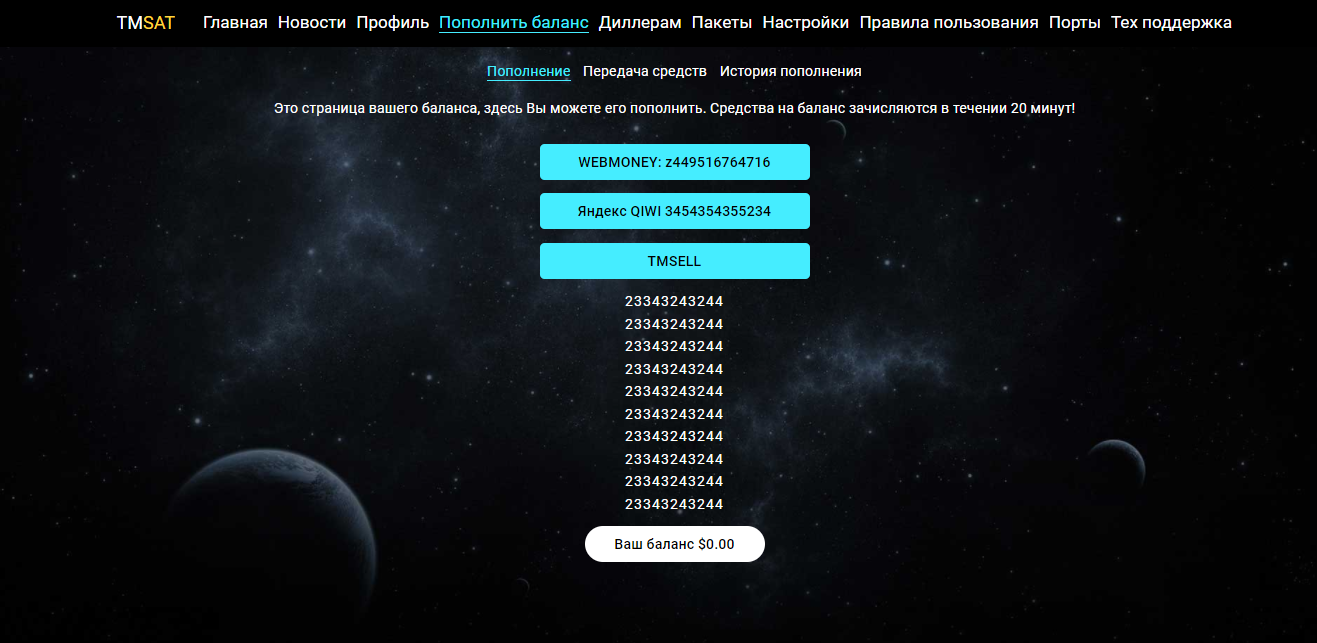 TMSAT Главная Новости Профиль Пополнить баланс Диллерам Пакеты Настройки Правила пользования Порты Тех поддержка
Пополнение Передача средств История пополнения
Это страница вашего баланса, здесь Вы можете его пополнить. Средства на баланс зачисляются в течении 20 минут!
WEBMONEY: z449516764716
Яндекс QIWI 3454354355234
TMSELL
23343243244
23343243244
23343243244
23343243244
23343243244
23343243244
23343243244
23343243244
23343243244
23343243244
Ваш баланс $0.00